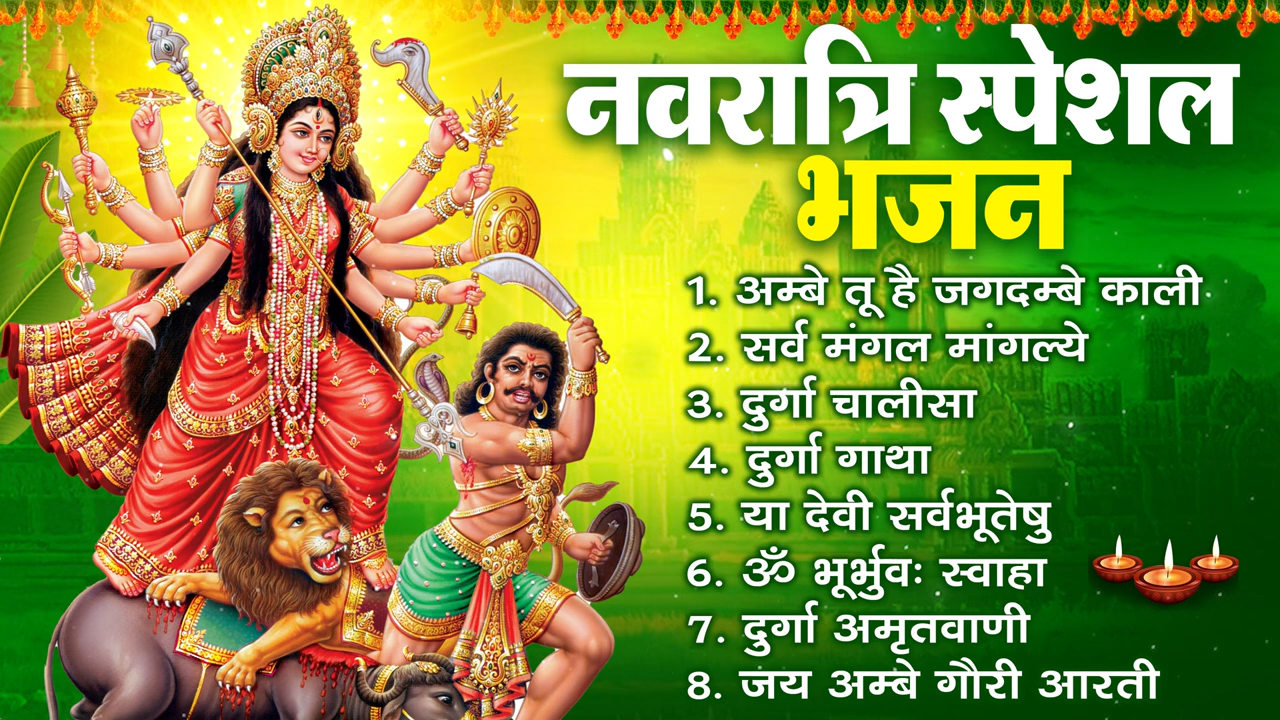 नवरात्रि स्पेशल
भजन
1. अम्बे तू है जगदम्बे काली
2. सर्व मंगल मांगल्ये
3. दुर्गा चालीसा
4. दुर्गा गाथा
5. या देवी सर्वभूतेषु
6. ॐ भूर्भुवः स्वाहा
7. दुर्गा अमृतवाणी
8. जय अम्बे गौरी आरती